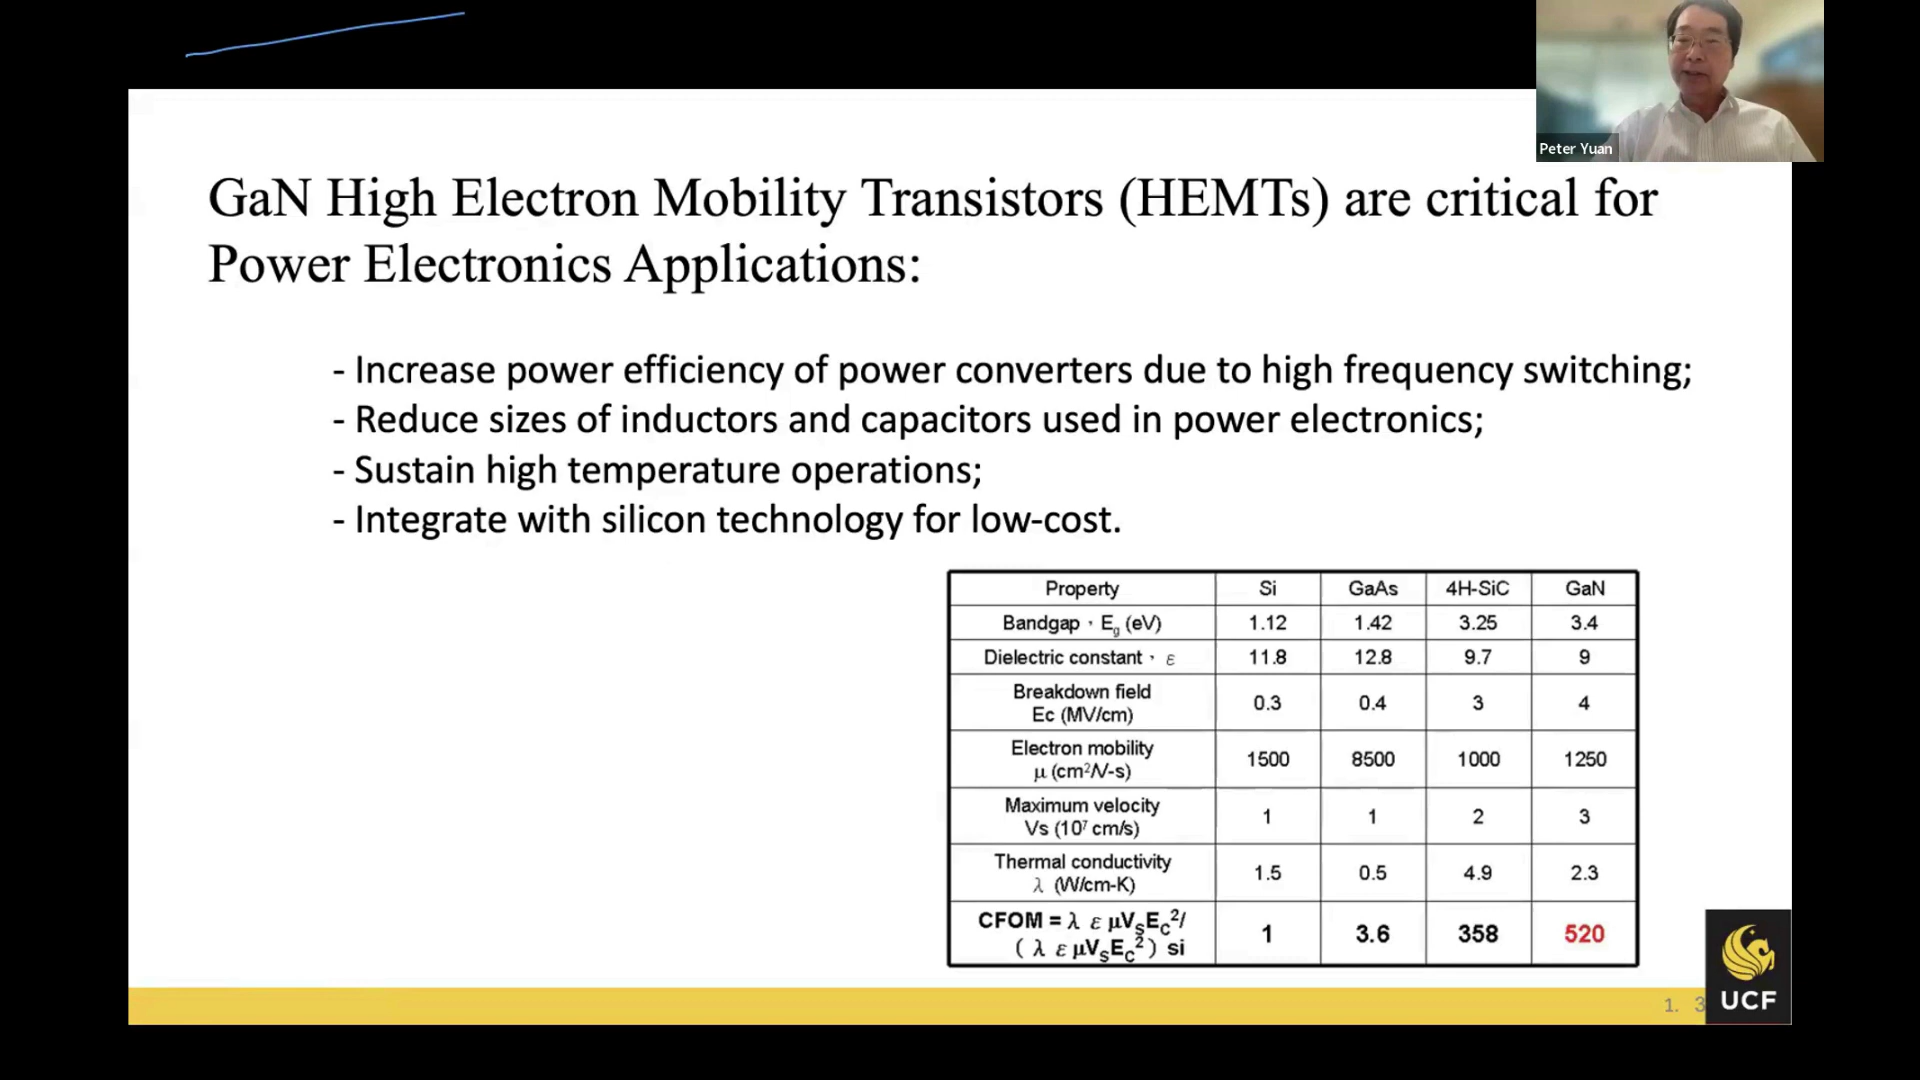 Peter Yuan
GaN High Electron Mobility Transistors (HEMTs) are critical for
Power Electronics Applications:
- Increase power efficiency of power converters due to high frequency switching;
- Reduce sizes of inductors and capacitors used in power electronics;
- Sustain high temperature operations;
- Integrate with silicon technology for low-cost.
Property Si GaAs 4H-SiC GaN
Bandgap，Eg (eV) 1.12 1.42 3.25 3.4
Dielectric constant，ε 11.8 12.8 9.7 9
Breakdown field
Ec (MV/cm) 0.3 0.4 3 4
Electron mobility
μ (cm²/V-s) 1500 8500 1000 1250
Maximum velocity
Vs (10⁷ cm/s) 1 1 2 3
Thermal conductivity
λ (W/cm-K) 1.5 0.5 4.9 2.3
CFOM = λ ε μVsEc²/
( λ ε μVsEc² ) si 1 3.6 358 520
1. 3
UCF